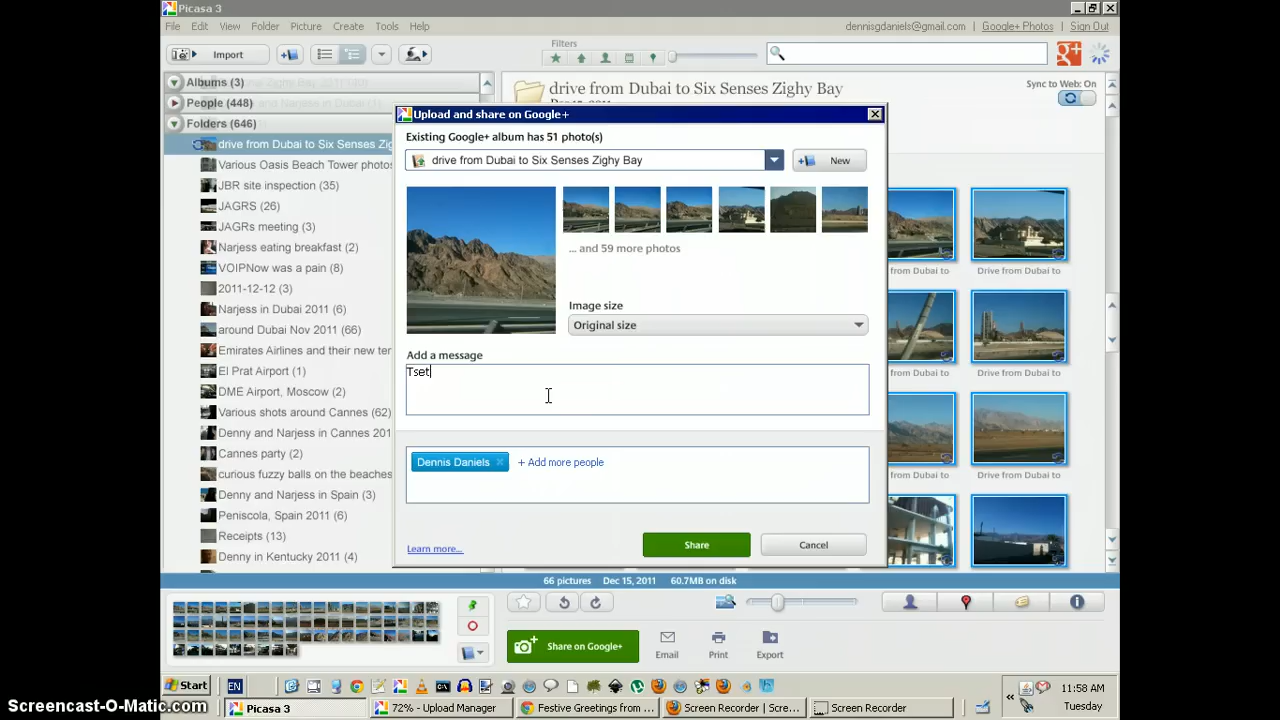 Picasa 3
File Edit View Folder Picture Create Tools Help
dennisgdaniels@gmail.com Google+ Photos Sign Out
Import
Filters
g+
Albums (3)
People (448)
Folders (646)
drive from Dubai to Six Senses Zig
Various Oasis Beach Tower photos
JBR site inspection (35)
JAGRS (26)
JAGRs meeting (3)
Narjess eating breakfast (2)
VOIPNow was a pain (8)
2011-12-12 (3)
Narjess in Dubai 2011 (6)
around Dubai Nov 2011 (66)
Emirates Airlines and their new ter
El Prat Airport (1)
DME Airport, Moscow (2)
Various shots around Cannes (62)
Denny and Narjess in Cannes 201
Cannes party (2)
curious fuzzy balls on the beaches
Denny and Narjess in Spain (3)
Peniscola, Spain 2011 (6)
Receipts (13)
Denny in Kentucky 2011 (4)
drive from Dubai to Six Senses Zighy Bay
Sync to Web: On
Upload and share on Google+
Existing Google+ album has 51 photo(s)
drive from Dubai to Six Senses Zighy Bay
New
... and 59 more photos
Image size
Original size
Add a message
Tset
Dennis Daniels × + Add more people
Learn more...
Share
Cancel
from Dubai to Drive from Dubai to
from Dubai to Drive from Dubai to
from Dubai to Drive from Dubai to
66 pictures Dec 15, 2011 60.7MB on disk
Share on Google+
Email
Print
Export
Start EN
Picasa 3
72% - Upload Manager
Festive Greetings from ...
Screen Recorder | Scre...
Screen Recorder
11:58 AM
Tuesday
Screencast-O-Matic.com